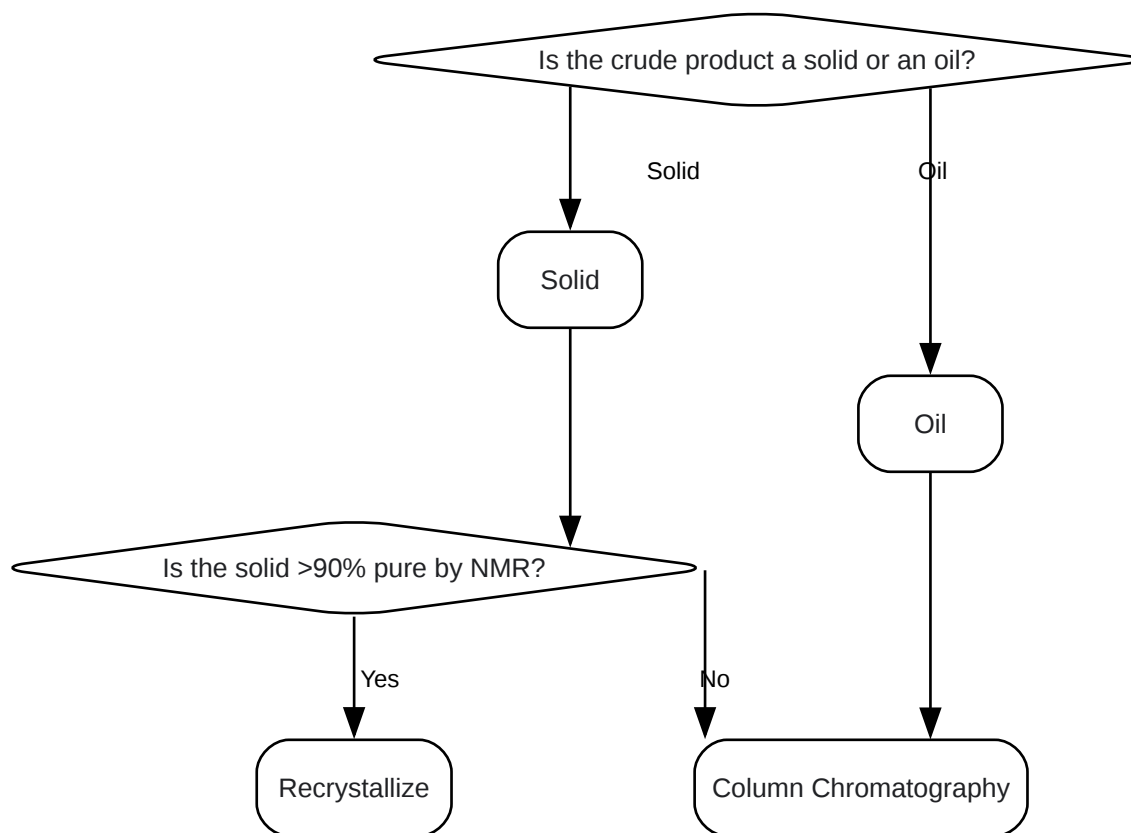 Is the crude product a solid or an oil?
Solid
Oil
Solid
Oil
Is the solid >90% pure by NMR?
Yes
No
Recrystallize
Column Chromatography